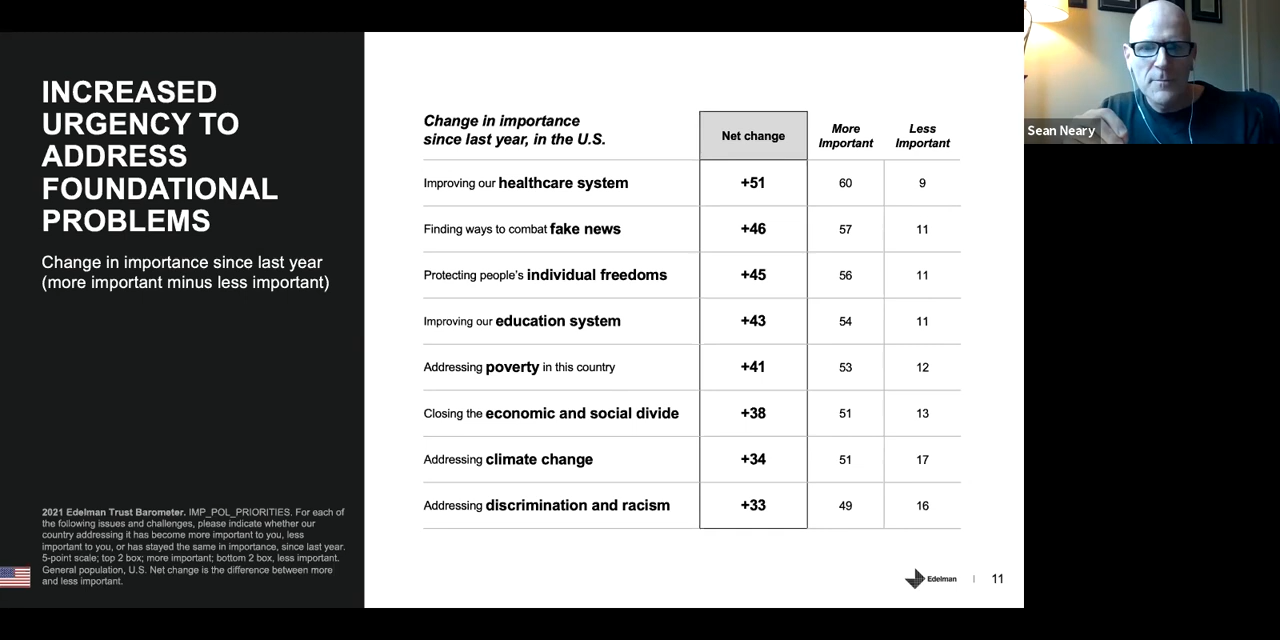 INCREASED
URGENCY TO
ADDRESS
FOUNDATIONAL
PROBLEMS
Change in importance since last year
(more important minus less important)
2021 Edelman Trust Barometer. IMP_POL_PRIORITIES. For each of
the following issues and challenges, please indicate whether our
country addressing it has become more important to you, less
important to you, or has stayed the same in importance, since last year.
5-point scale; top 2 box; more important; bottom 2 box, less important.
General population, U.S. Net change is the difference between more
and less important.
Change in importance
since last year, in the U.S.
Net change
More
Important
Less
Important
Improving our healthcare system +51 60 9
Finding ways to combat fake news +46 57 11
Protecting people's individual freedoms +45 56 11
Improving our education system +43 54 11
Addressing poverty in this country +41 53 12
Closing the economic and social divide +38 51 13
Addressing climate change +34 51 17
Addressing discrimination and racism +33 49 16
Edelman | 11
Sean Neary